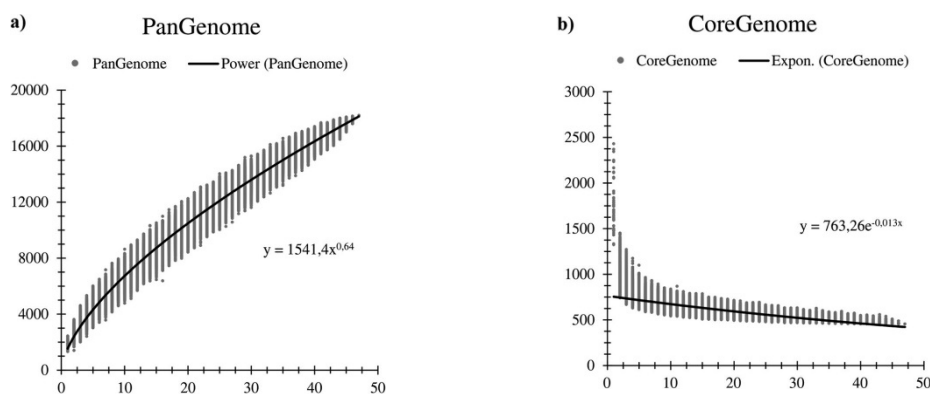 a)
PanGenome
PanGenome
Power (PanGenome)
20000
16000
12000
8000
4000
0
y = 1541,4x^0,64
0 10 20 30 40 50
b)
CoreGenome
CoreGenome
Expon. (CoreGenome)
3000
2500
2000
1500
1000
500
0
y = 763,26e^-0,013x
0 10 20 30 40 50